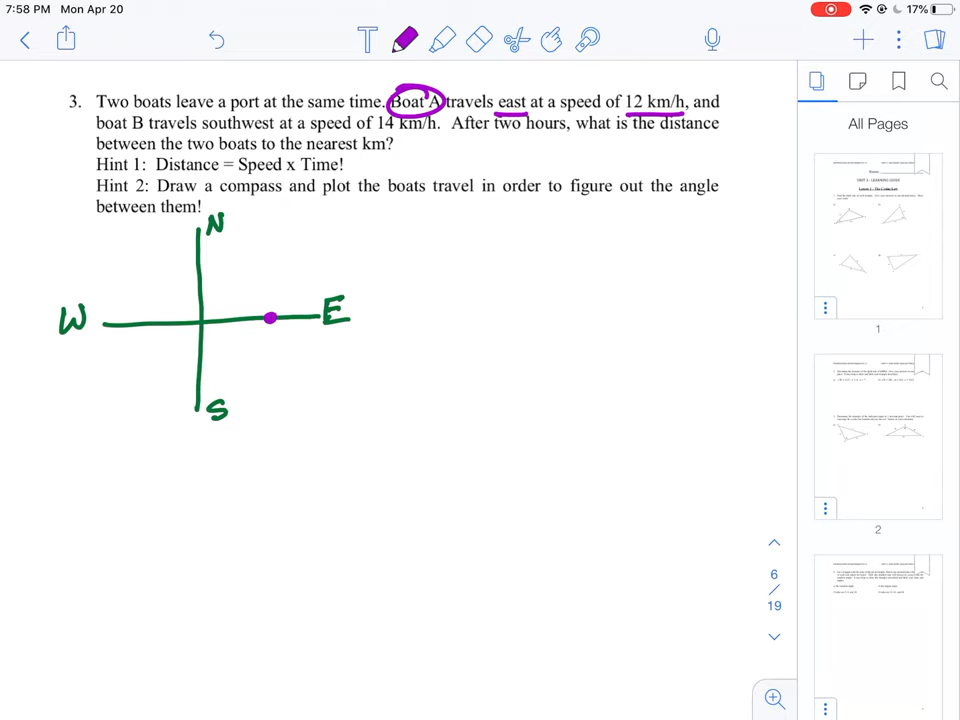 7:58 PM Mon Apr 20
17%
T
3. Two boats leave a port at the same time. Boat A travels east at a speed of 12 km/h, and
boat B travels southwest at a speed of 14 km/h. After two hours, what is the distance
between the two boats to the nearest km?
Hint 1: Distance = Speed x Time!
Hint 2: Draw a compass and plot the boats travel in order to figure out the angle
between them!
N
W
E
S
All Pages
1
2
6
/
19